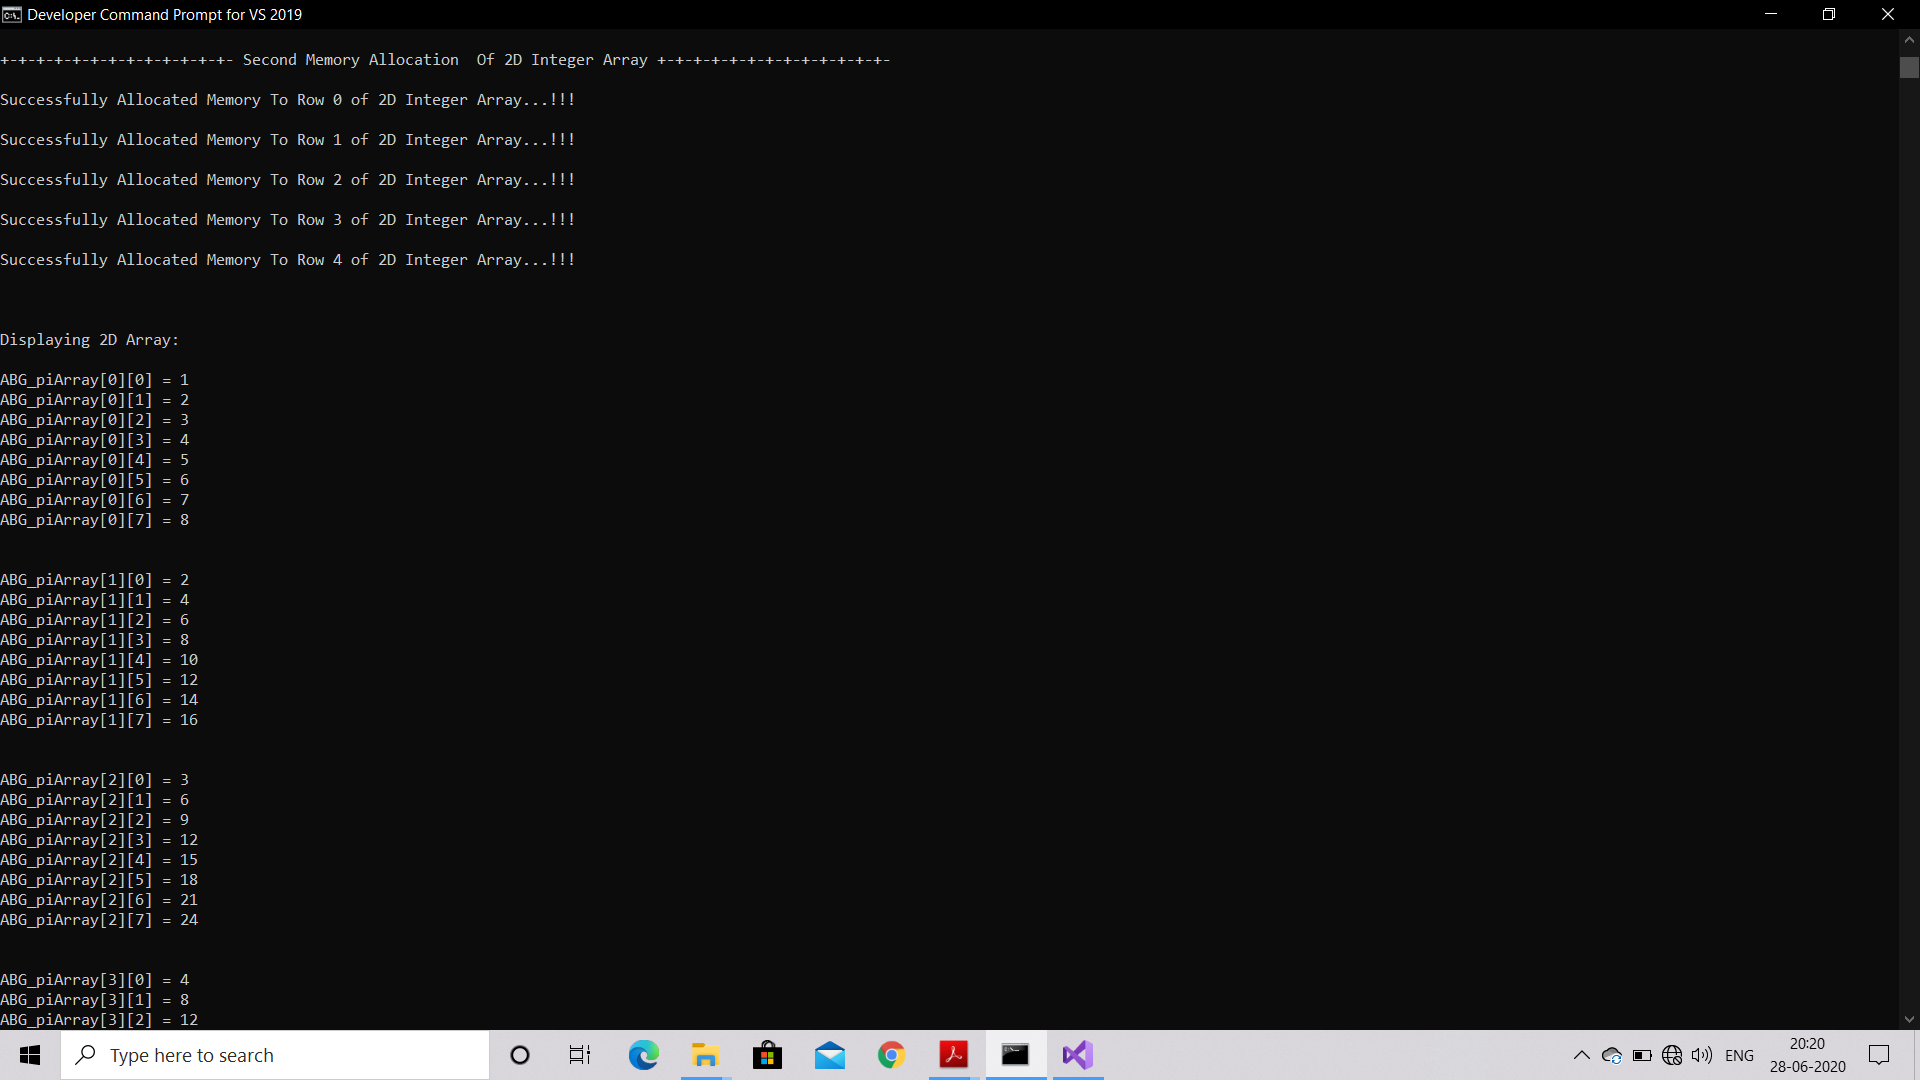 Developer Command Prompt for VS 2019
+-+-+-+-+-+-+-+-+-+-+-+-+- Second Memory Allocation  Of 2D Integer Array +-+-+-+-+-+-+-+-+-+-+-+-+-
Successfully Allocated Memory To Row 0 of 2D Integer Array...!!!
Successfully Allocated Memory To Row 1 of 2D Integer Array...!!!
Successfully Allocated Memory To Row 2 of 2D Integer Array...!!!
Successfully Allocated Memory To Row 3 of 2D Integer Array...!!!
Successfully Allocated Memory To Row 4 of 2D Integer Array...!!!
Displaying 2D Array:
ABG_piArray[0][0] = 1
ABG_piArray[0][1] = 2
ABG_piArray[0][2] = 3
ABG_piArray[0][3] = 4
ABG_piArray[0][4] = 5
ABG_piArray[0][5] = 6
ABG_piArray[0][6] = 7
ABG_piArray[0][7] = 8
ABG_piArray[1][0] = 2
ABG_piArray[1][1] = 4
ABG_piArray[1][2] = 6
ABG_piArray[1][3] = 8
ABG_piArray[1][4] = 10
ABG_piArray[1][5] = 12
ABG_piArray[1][6] = 14
ABG_piArray[1][7] = 16
ABG_piArray[2][0] = 3
ABG_piArray[2][1] = 6
ABG_piArray[2][2] = 9
ABG_piArray[2][3] = 12
ABG_piArray[2][4] = 15
ABG_piArray[2][5] = 18
ABG_piArray[2][6] = 21
ABG_piArray[2][7] = 24
ABG_piArray[3][0] = 4
ABG_piArray[3][1] = 8
ABG_piArray[3][2] = 12
Type here to search
ENG
20:20
28-06-2020